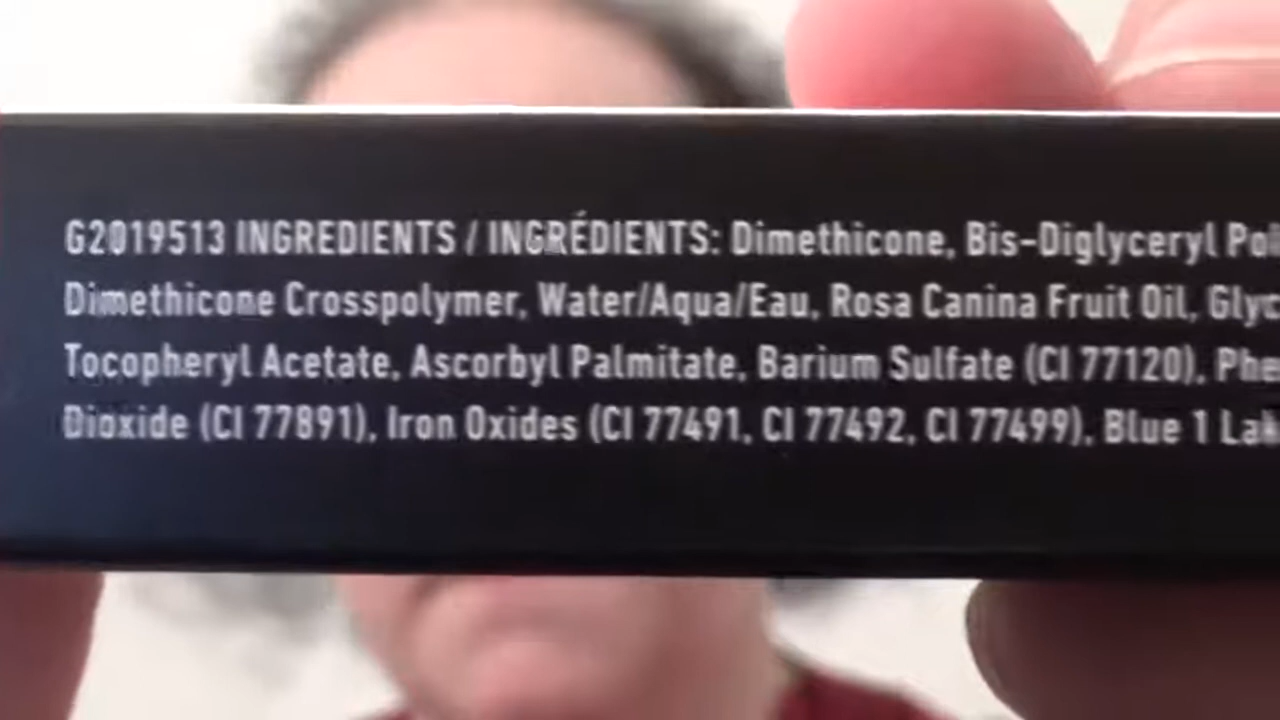 G2019513 INGREDIENTS / INGRÉDIENTS: Dimethicone, Bis-Diglyceryl
Dimethicone Crosspolymer, Water/Aqua/Eau, Rosa Canina Fruit Oil,
Tocopheryl Acetate, Ascorbyl Palmitate, Barium Sulfate (CI 77120),
Dioxide (CI 77891), Iron Oxides (CI 77491, CI 77492, CI 77499), Blue 1